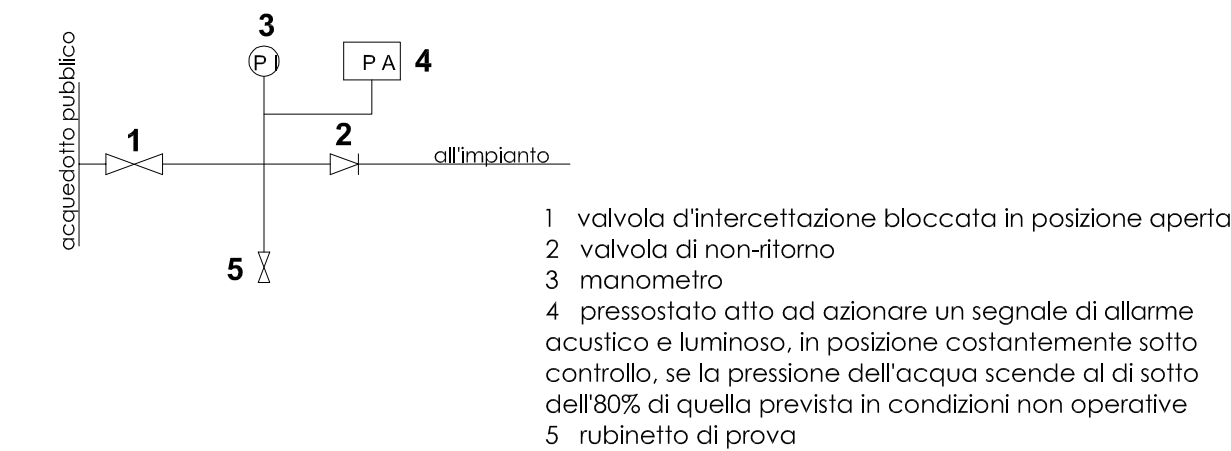 3
PI
PA
4
acquedotto pubblico
1
2
all'impianto
5
1 valvola d'intercettazione bloccata in posizione aperta
2 valvola di non-ritorno
3 manometro
4 pressostato atto ad azionare un segnale di allarme
acustico e luminoso, in posizione costantemente sotto
controllo, se la pressione dell'acqua scende al di sotto
dell'80% di quella prevista in condizioni non operative
5 rubinetto di prova